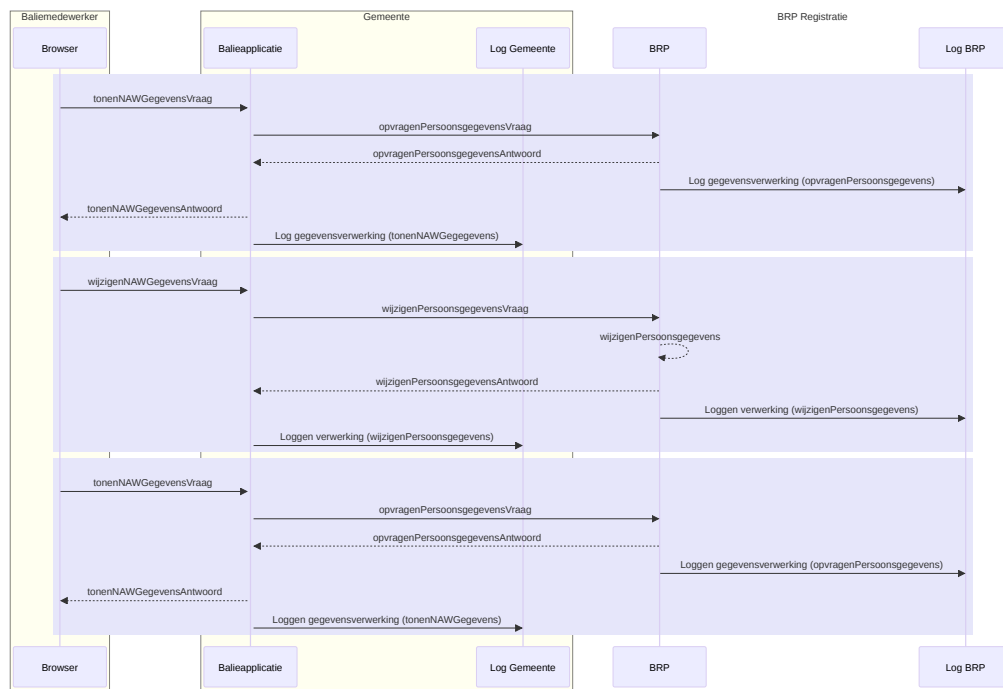 Baliemedewerker
Gemeente
BRP Registratie
Browser
Balieapplicatie
Log Gemeente
BRP
Log BRP
tonenNAWGegevensVraag
opvragenPersoonsgegevensVraag
opvragenPersoonsgegevensAntwoord
Log gegevensverwerking (opvragenPersoonsgegevens)
tonenNAWGegevensAntwoord
Log gegevensverwerking (tonenNAWGegegevens)
wijzigenNAWGegevensVraag
wijzigenPersoonsgegevensVraag
wijzigenPersoonsgegevens
wijzigenPersoonsgegevensAntwoord
Loggen verwerking (wijzigenPersoonsgegevens)
Loggen verwerking (wijzigenPersoonsgegevens)
tonenNAWGegevensVraag
opvragenPersoonsgegevensVraag
opvragenPersoonsgegevensAntwoord
Loggen gegevensverwerking (opvragenPersoonsgegevens)
tonenNAWGegevensAntwoord
Loggen gegevensverwerking (tonenNAWGegevens)
Browser
Balieapplicatie
Log Gemeente
BRP
Log BRP